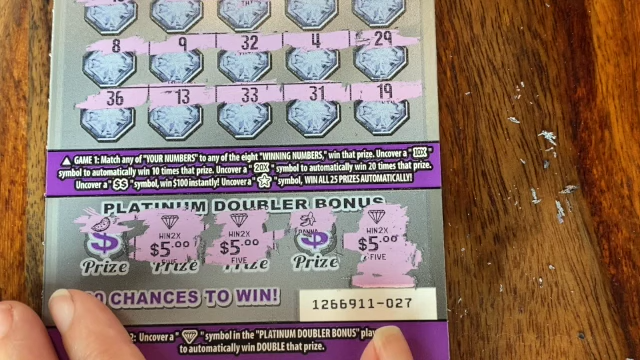 8 9 32 4 29
36 13 33 31 19
GAME 1: Match any of "YOUR NUMBERS" to any of the eight "WINNING NUMBERS," win that prize. Uncover a "10X"
symbol to automatically win 10 times that prize. Uncover a "20X" symbol to automatically win 20 times that prize.
Uncover a "$$" symbol, win $100 instantly! Uncover a " " symbol, WIN ALL 25 PRIZES AUTOMATICALLY!
PLATINUM DOUBLER BONUS
WIN2X WIN2X WIN2X
$ $5.00 $5.00 $ $5.00
FIVE FIVE FIVE
Prize Prize Prize Prize
CHANCES TO WIN!
1266911-027
Uncover a " " symbol in the "PLATINUM DOUBLER BONUS"
to automatically win DOUBLE that prize.